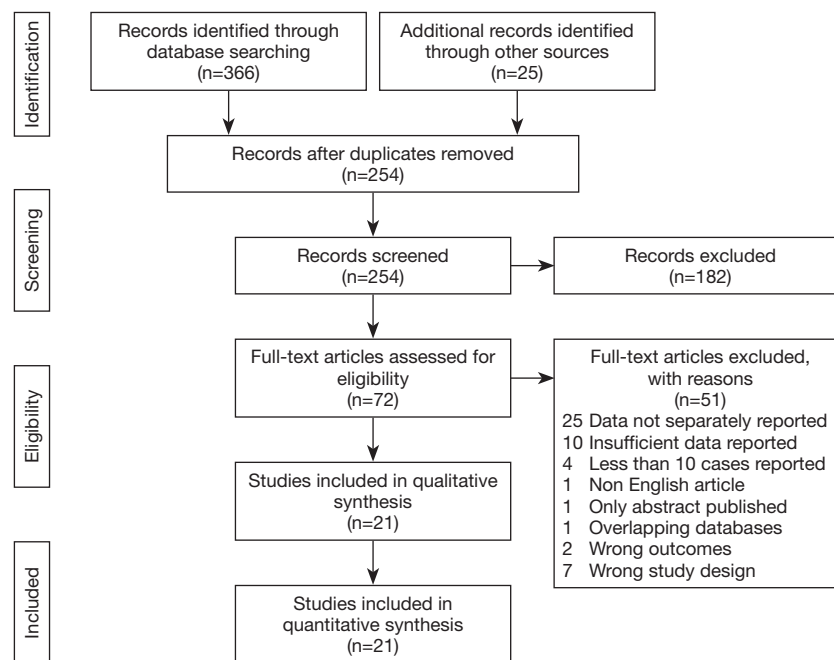 Identification
Records identified through
database searching
(n=366)
Additional records identified
through other sources
(n=25)
Records after duplicates removed
(n=254)
Screening
Records screened
(n=254)
Records excluded
(n=182)
Eligibility
Full-text articles assessed for
eligibility
(n=72)
Full-text articles excluded,
with reasons
(n=51)
25 Data not separately reported
10 Insufficient data reported
4 Less than 10 cases reported
1 Non English article
1 Only abstract published
1 Overlapping databases
2 Wrong outcomes
7 Wrong study design
Studies included in qualitative
synthesis
(n=21)
Included
Studies included in
quantitative synthesis
(n=21)